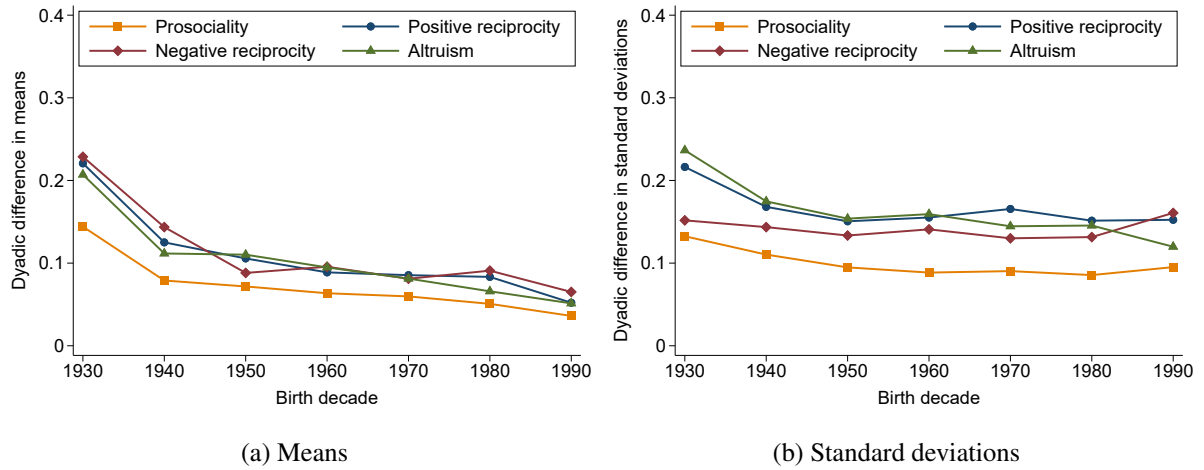 0.4
0.3
0.2
0.1
0
Dyadic difference in means
Prosociality
Positive reciprocity
Negative reciprocity
Altruism
1930 1940 1950 1960 1970 1980 1990
Birth decade
(a) Means
0.4
0.3
0.2
0.1
0
Dyadic difference in standard deviations
Prosociality
Positive reciprocity
Negative reciprocity
Altruism
1930 1940 1950 1960 1970 1980 1990
Birth decade
(b) Standard deviations